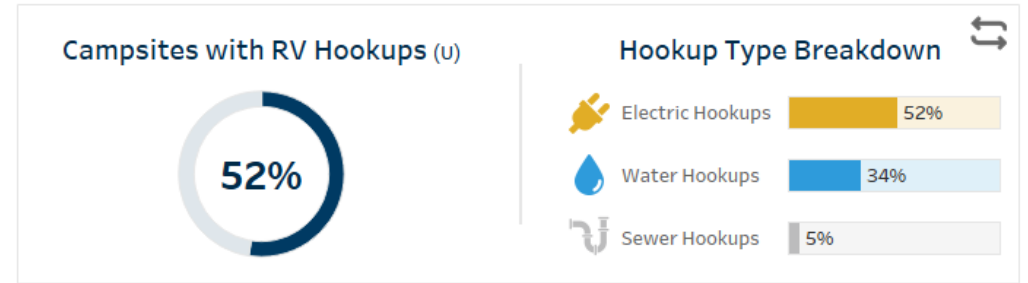 Campsites with RV Hookups (U)
52%
Hookup Type Breakdown
Electric Hookups 52%
Water Hookups 34%
Sewer Hookups 5%